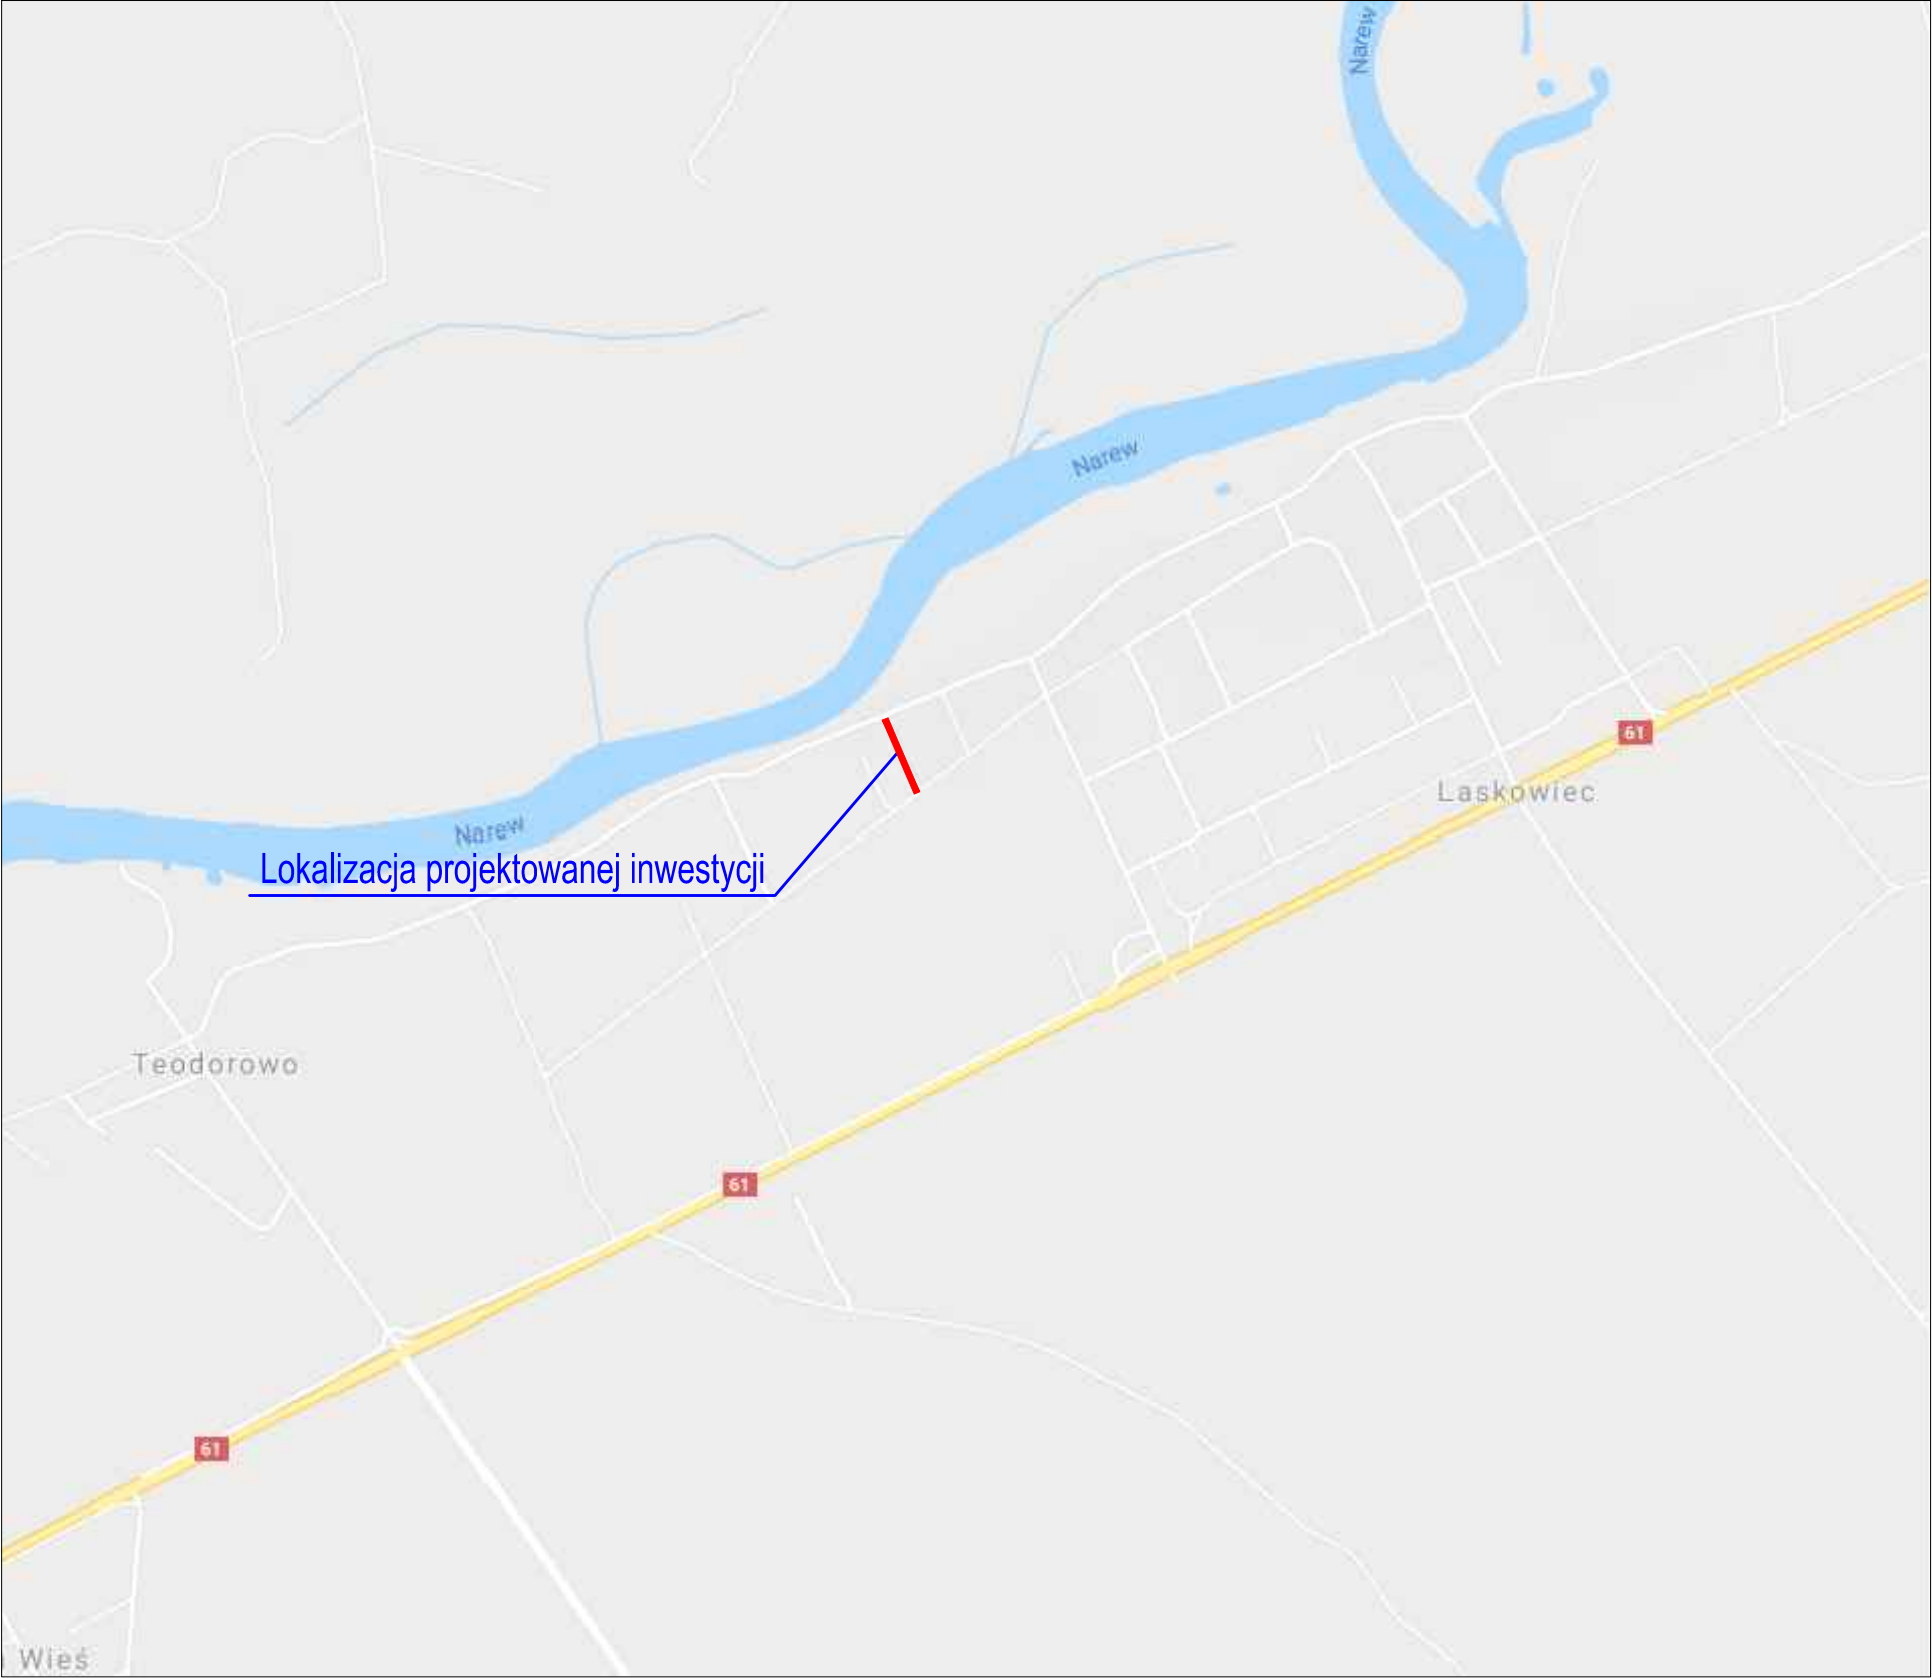 Narew
Narew
61
Laskowiec
Narew
Lokalizacja projektowanej inwestycji
Teodorowo
61
61
Wieś